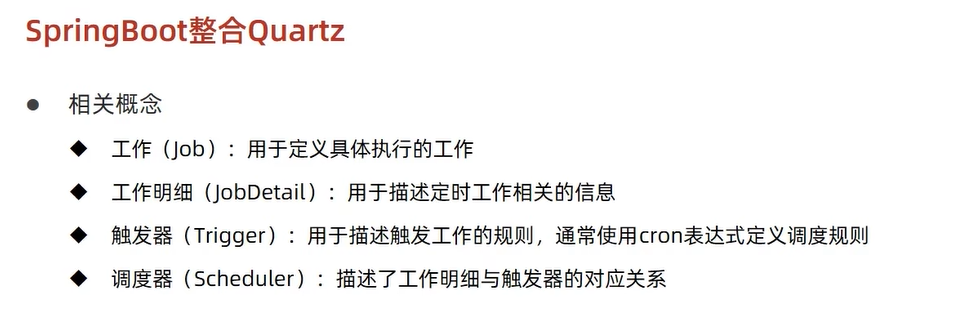 SpringBoot整合Quartz
● 相关概念
◆ 工作（Job）：用于定义具体执行的工作
◆ 工作明细（JobDetail）：用于描述定时工作相关的信息
◆ 触发器（Trigger）：用于描述触发工作的规则，通常使用cron表达式定义调度规则
◆ 调度器（Scheduler）：描述了工作明细与触发器的对应关系